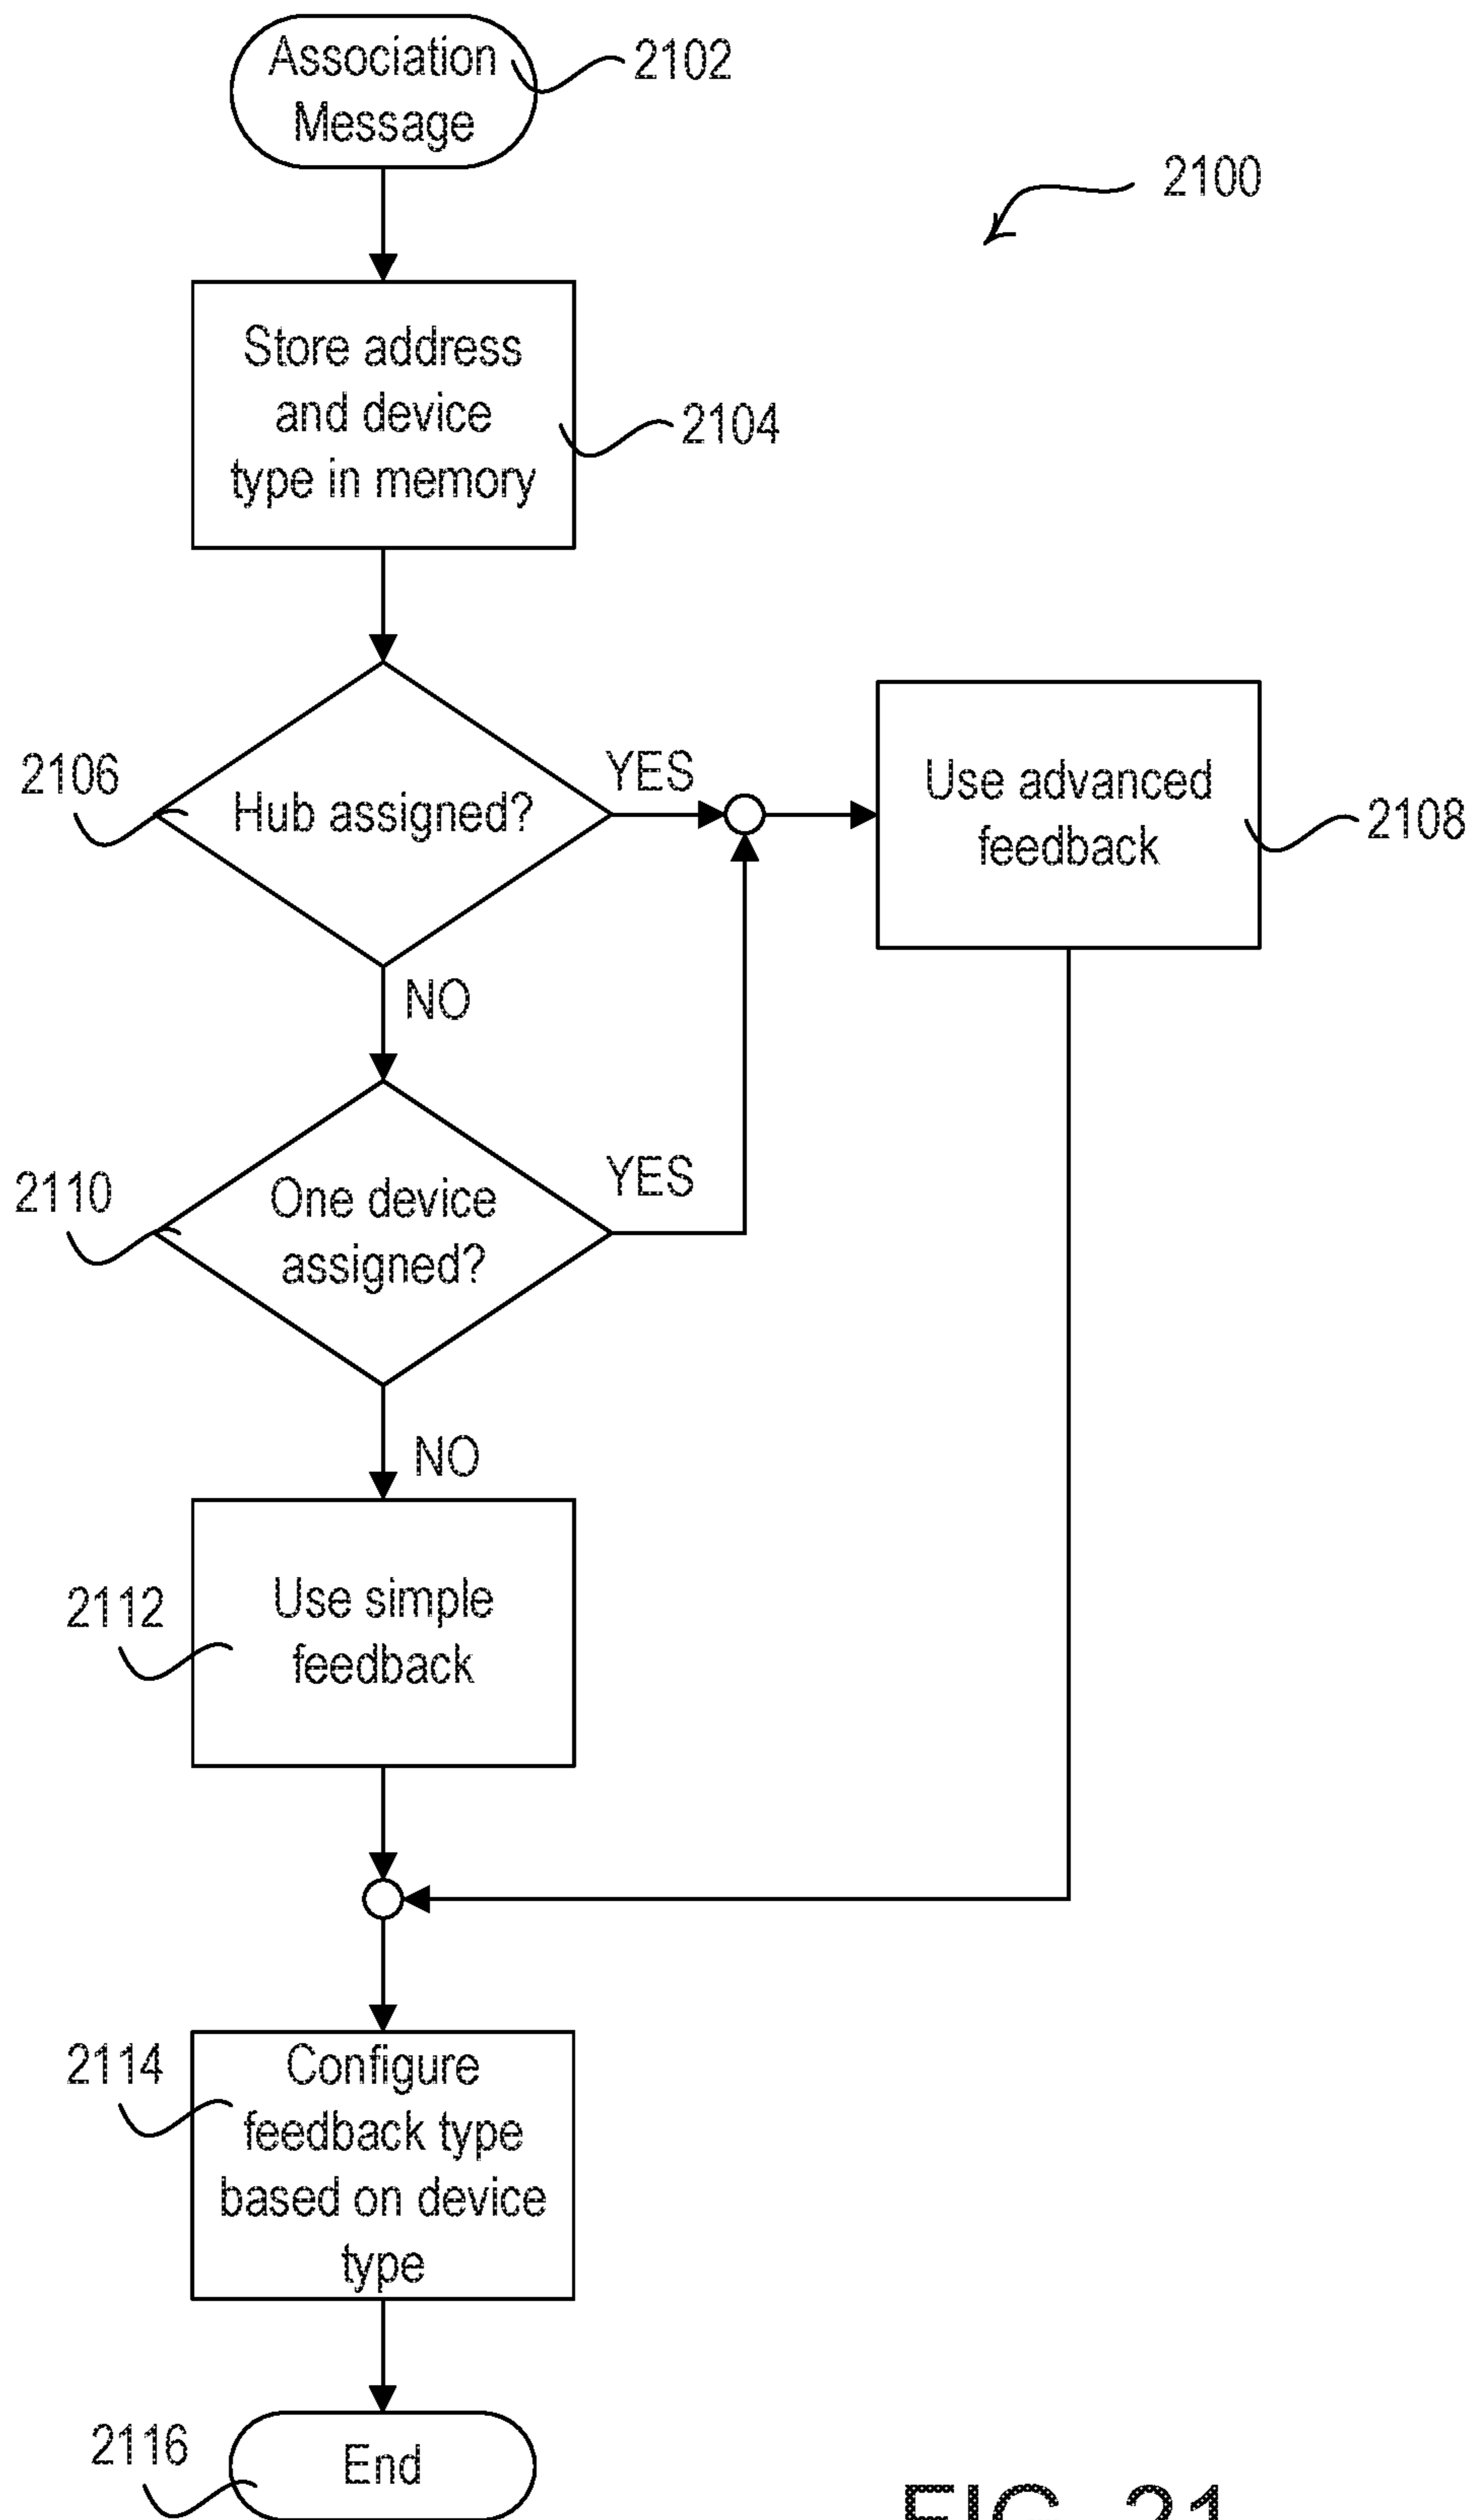 Association
Message
2102
2100
Store address
and device
type in memory
2104
2106
Hub assigned?
YES
Use advanced
feedback
2108
NO
2110
One device
assigned?
YES
NO
2112
Use simple
feedback
2114
Configure
feedback type
based on device
type
2116
End
FIG. 21